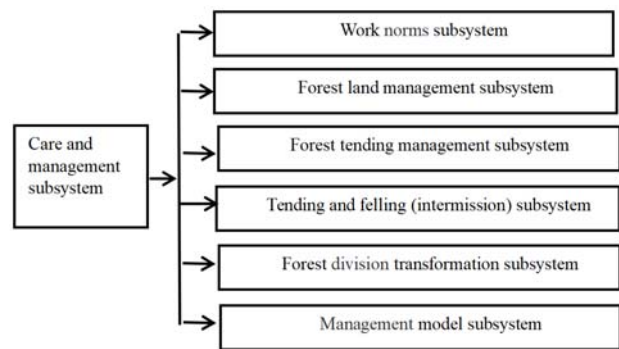 Care and
management
subsystem
Work norms subsystem
Forest land management subsystem
Forest tending management subsystem
Tending and felling (intermission) subsystem
Forest division transformation subsystem
Management model subsystem